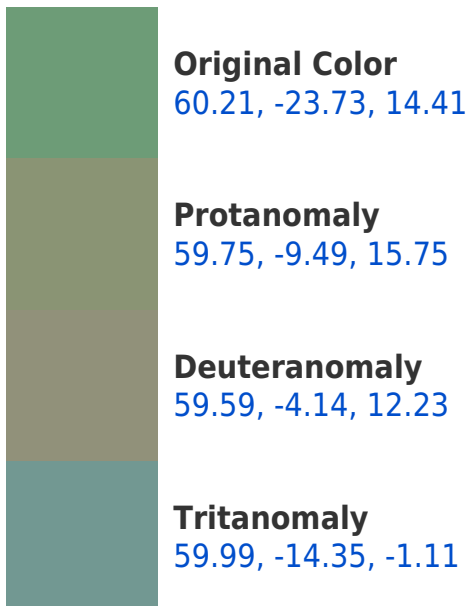 Original Color
60.21, -23.73, 14.41
Protanomaly
59.75, -9.49, 15.75
Deuteranomaly
59.59, -4.14, 12.23
Tritanomaly
59.99, -14.35, -1.11